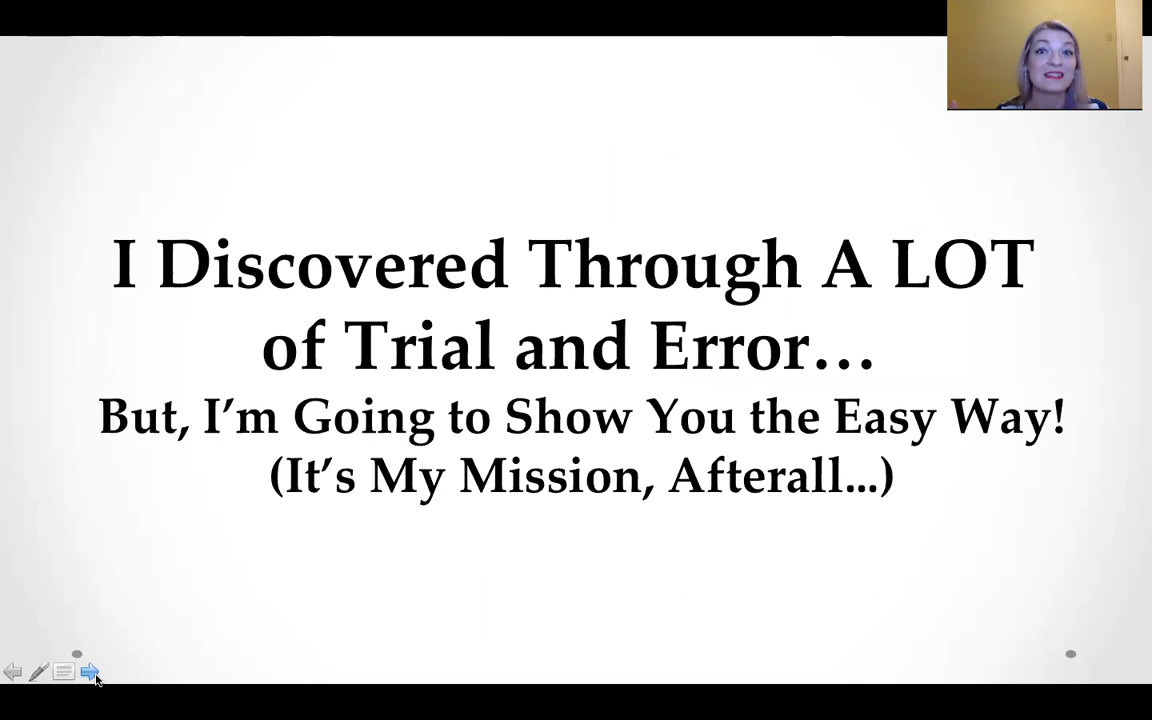 I Discovered Through A LOT
of Trial and Error…
But, I’m Going to Show You the Easy Way!
(It’s My Mission, Afterall...)